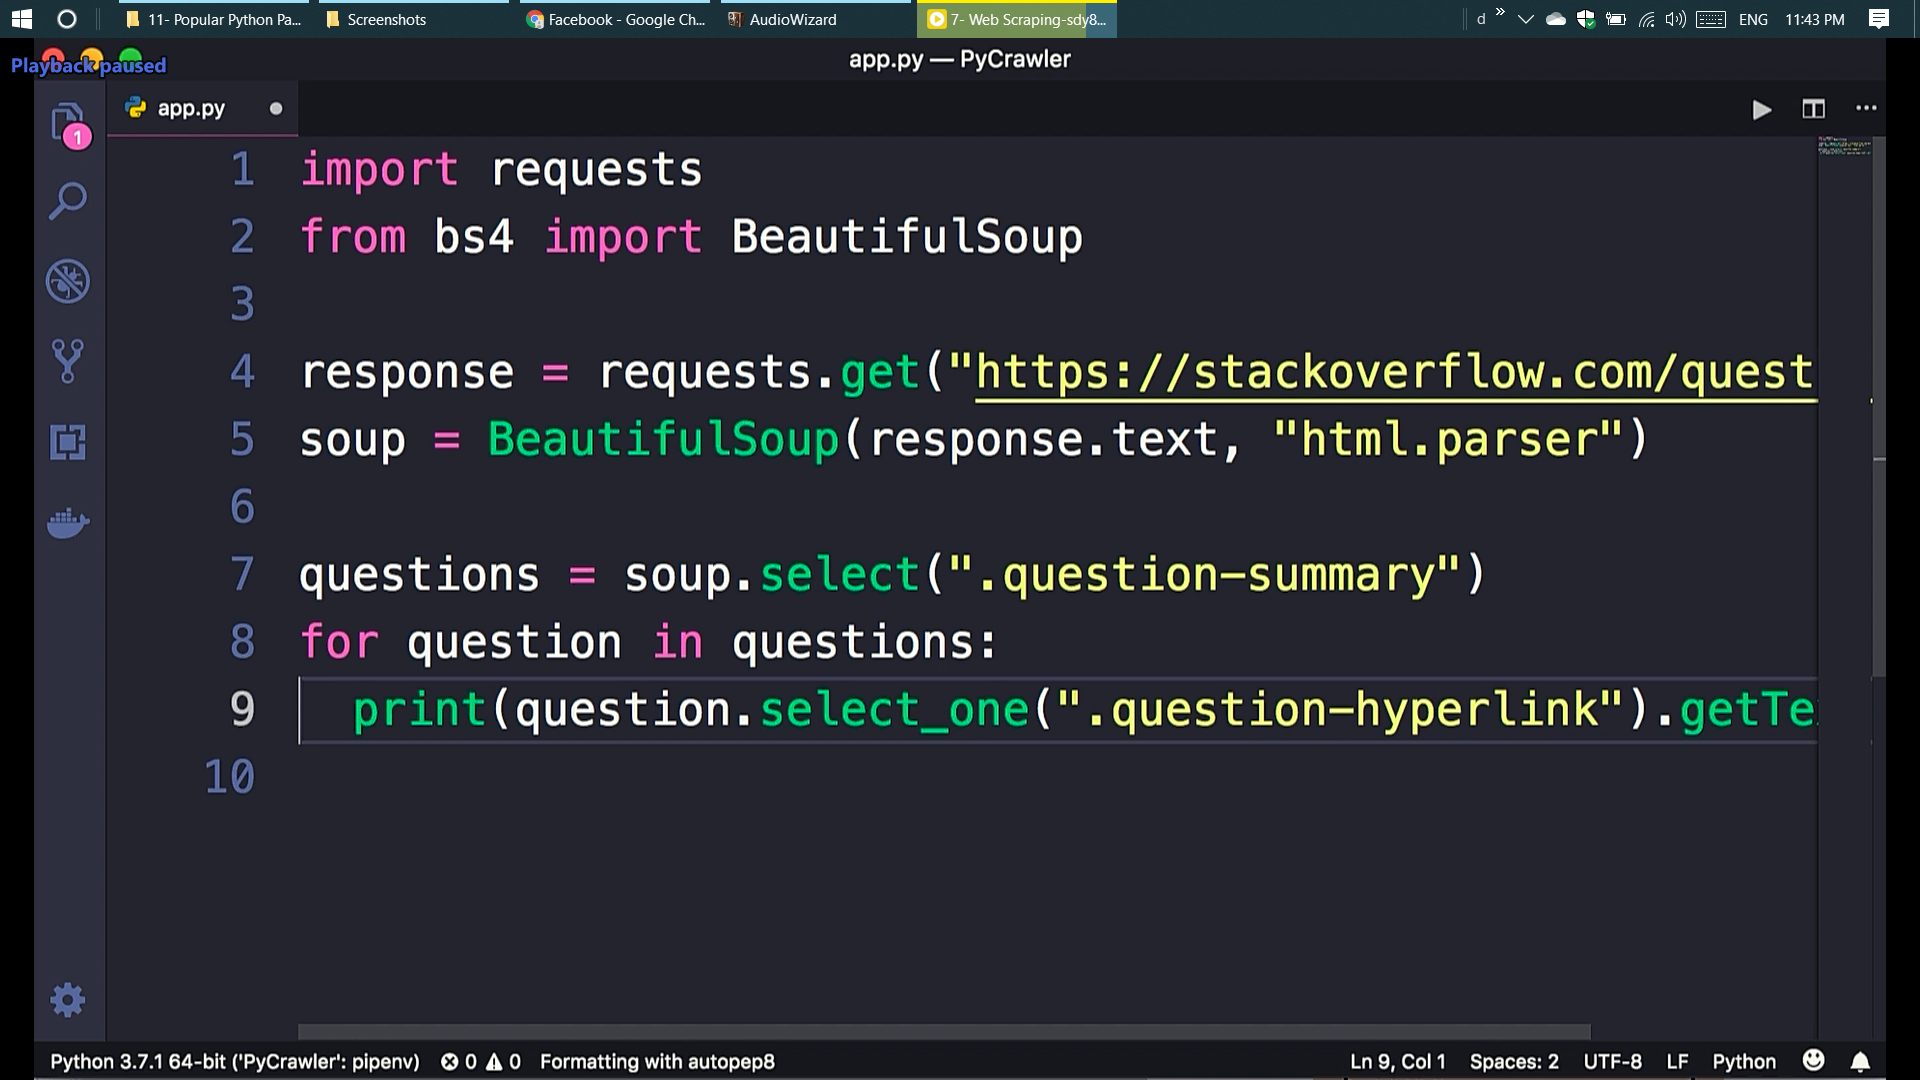 11- Popular Python Pa...
Screenshots
Facebook - Google Ch...
AudioWizard
7- Web Scraping-sdy8...
d
»
ENG
11:43 PM
Playback paused
app.py — PyCrawler
1
app.py
1 import requests
2 from bs4 import BeautifulSoup
3
4 response = requests.get("https://stackoverflow.com/quest
5 soup = BeautifulSoup(response.text, "html.parser")
6
7 questions = soup.select(".question-summary")
8 for question in questions:
9 print(question.select_one(".question-hyperlink").getTe
10
Python 3.7.1 64-bit ('PyCrawler': pipenv) 0 0 Formatting with autopep8 Ln 9, Col 1 Spaces: 2 UTF-8 LF Python